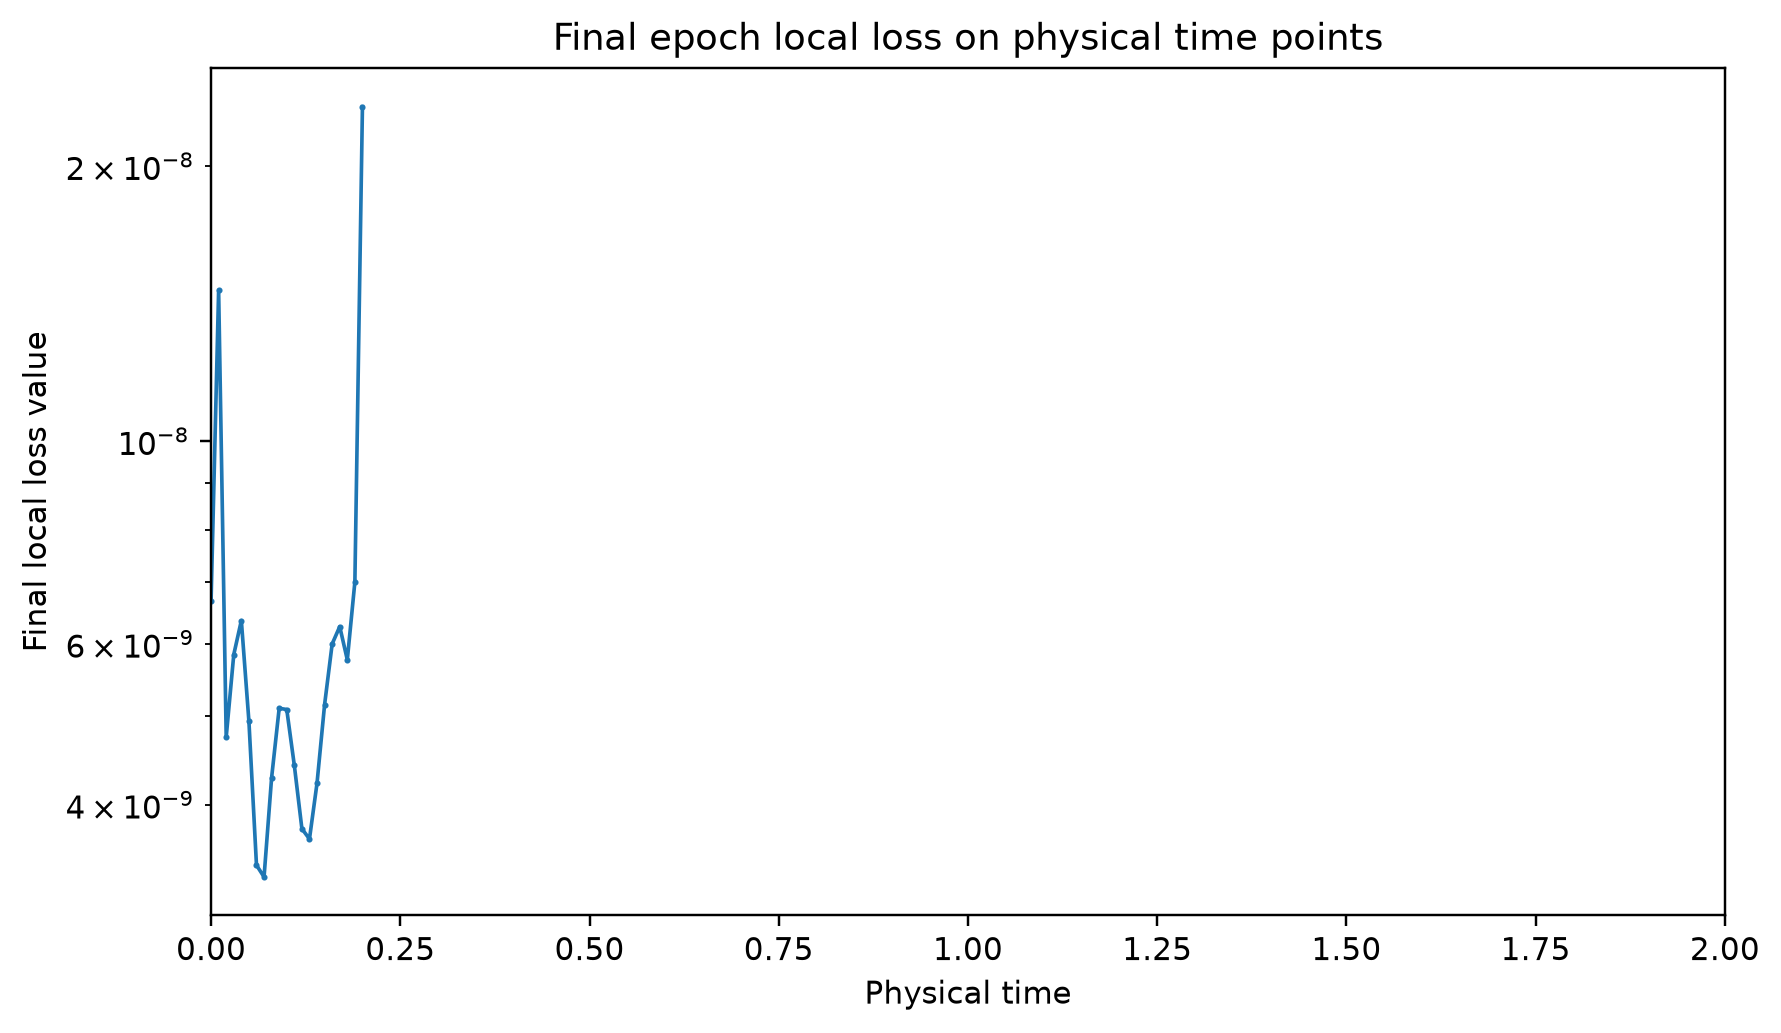 Final epoch local loss on physical time points
Final local loss value
2 × 10⁻⁸
10⁻⁸
6 × 10⁻⁹
4 × 10⁻⁹
0.00 0.25 0.50 0.75 1.00 1.25 1.50 1.75 2.00
Physical time